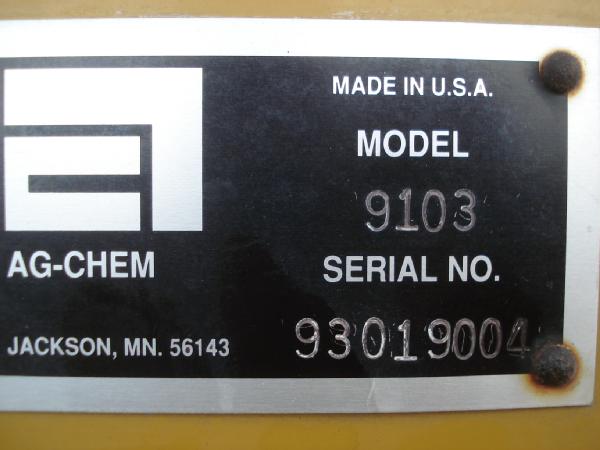 MADE IN U.S.A.
MODEL
9103
AG-CHEM
SERIAL NO.
JACKSON, MN. 56143
93019004